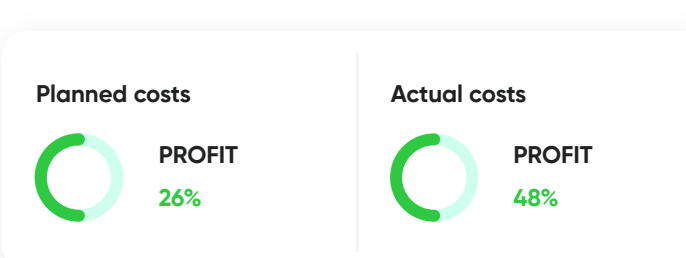 Planned costs
PROFIT
26%
Actual costs
PROFIT
48%